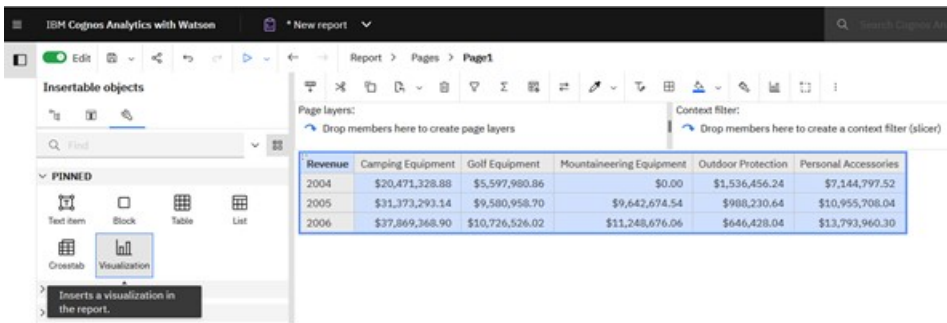 IBM Cognos Analytics with Watson
* New report
Search Cognos An
Edit
Report > Pages > Page1
Insertable objects
Find
PINNED
Text item Block Table List
Crosstab Visualization
Inserts a visualization in
the report.
Page layers:
Drop members here to create page layers
Context filter:
Drop members here to create a context filter (slicer)
Revenue Camping Equipment Golf Equipment Mountaineering Equipment Outdoor Protection Personal Accessories
2004 $20,471,328.88 $5,597,980.86 $0.00 $1,536,456.24 $7,144,797.52
2005 $31,373,293.14 $9,580,958.70 $9,642,674.54 $988,230.64 $10,955,708.04
2006 $37,869,368.90 $10,726,526.02 $11,248,676.06 $646,428.04 $13,793,960.30